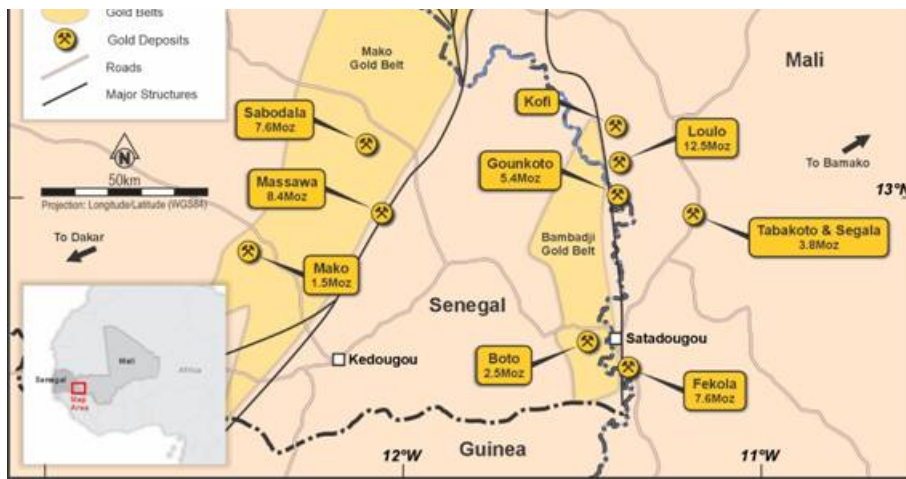 Gold Belts
Gold Deposits
Roads
Major Structures
N
50km
Projection: Longitude/Latitude (WGS84)
To Dakar
Mako
Gold Belt
Sabodala
7.6Moz
Massawa
8.4Moz
Mako
1.5Moz
Kofi
Loulo
12.5Moz
Gounkoto
5.4Moz
Mali
To Bamako
13°N
Tabakoto & Segala
3.8Moz
Bambadji
Gold Belt
Senegal
Satadougou
Kedougou
Boto
2.5Moz
Fekola
7.6Moz
Guinea
12°W
11°W
Mali
Africa
Senegal
Map
Area